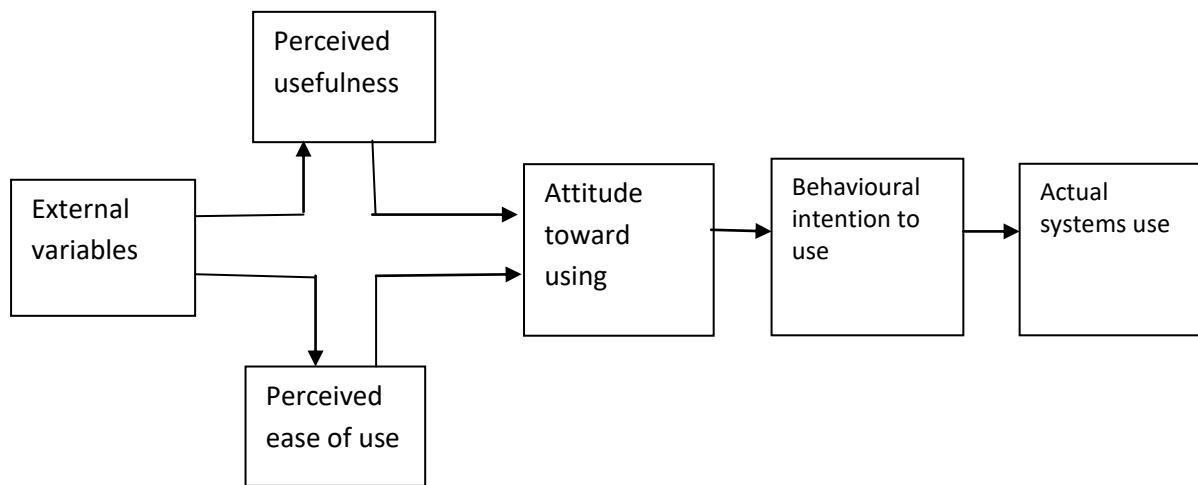 Perceived
usefulness
External
variables
Perceived
ease of use
Attitude
toward
using
Behavioural
intention to
use
Actual
systems use